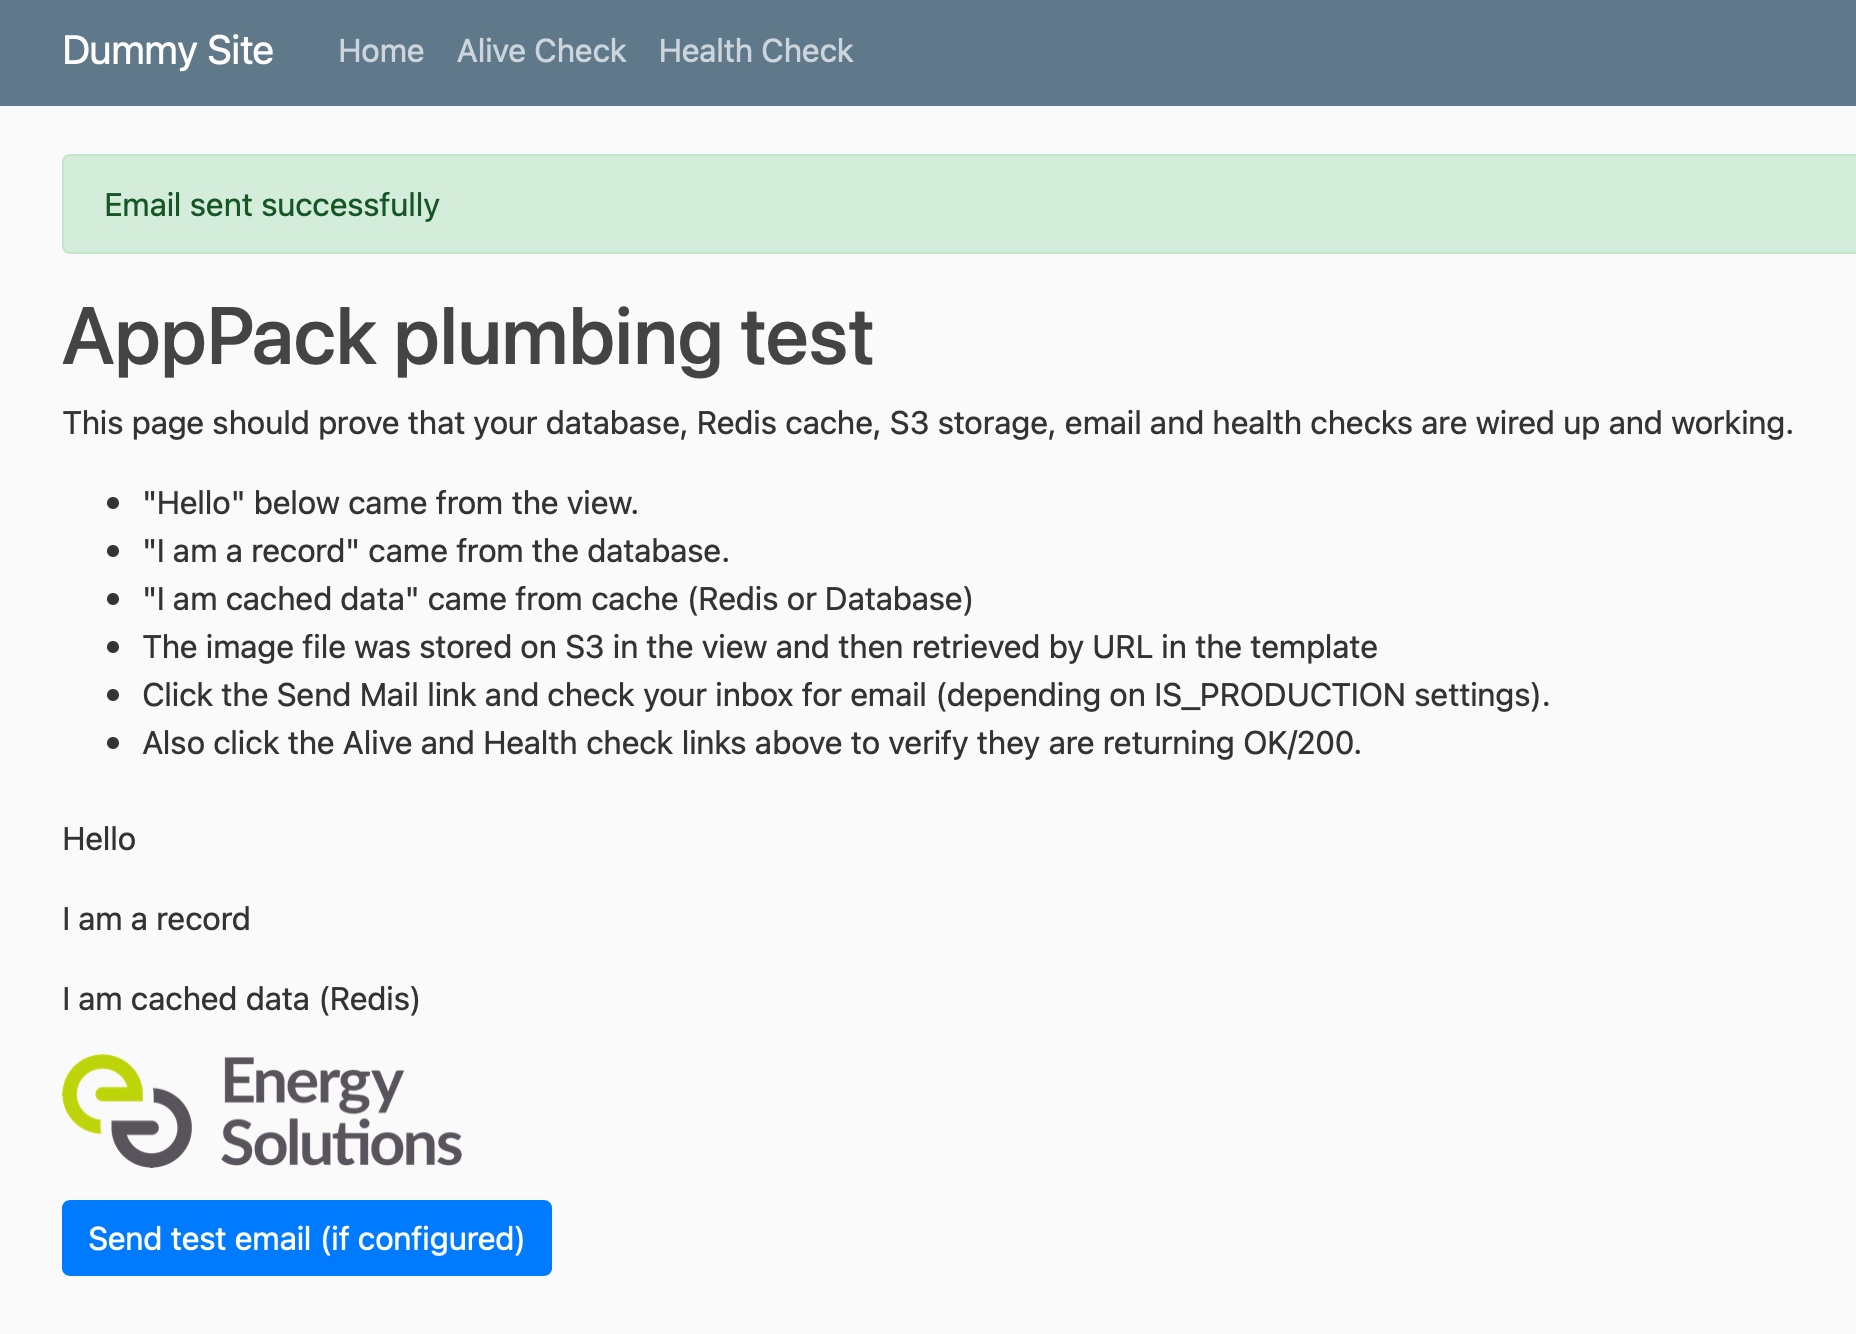 Dummy Site Home Alive Check Health Check
Email sent successfully
AppPack plumbing test
This page should prove that your database, Redis cache, S3 storage, email and health checks are wired up and working.
• "Hello" below came from the view.
• "I am a record" came from the database.
• "I am cached data" came from cache (Redis or Database)
• The image file was stored on S3 in the view and then retrieved by URL in the template
• Click the Send Mail link and check your inbox for email (depending on IS_PRODUCTION settings).
• Also click the Alive and Health check links above to verify they are returning OK/200.
Hello
I am a record
I am cached data (Redis)
Energy
Solutions
Send test email (if configured)